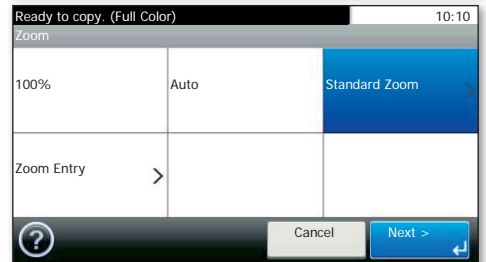 Ready to copy. (Full Color) 10:10
Zoom
100% Auto Standard Zoom >
Zoom Entry >
? Cancel Next >